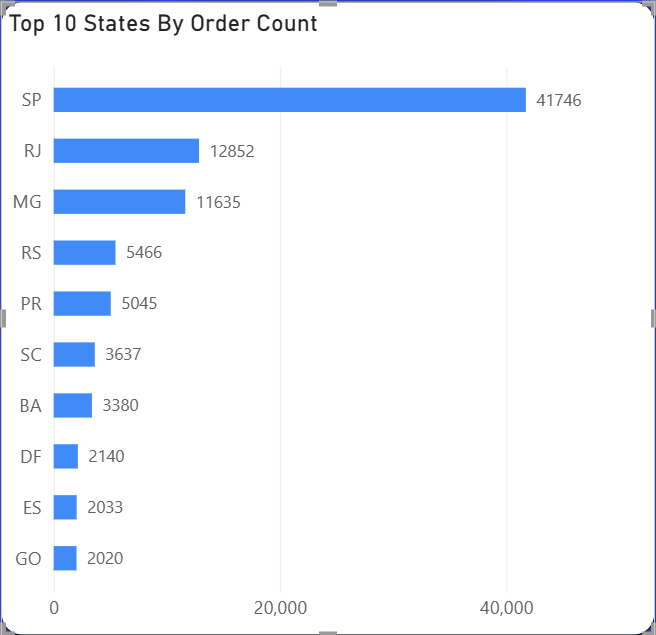 Top 10 States By Order Count
SP 41746
RJ 12852
MG 11635
RS 5466
PR 5045
SC 3637
BA 3380
DF 2140
ES 2033
GO 2020
0 20,000 40,000